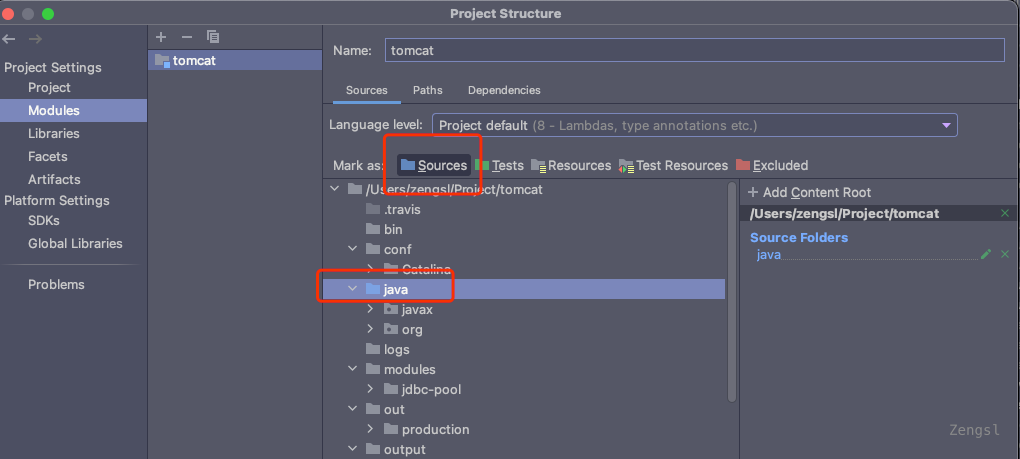 Project Structure
Project Settings
Project
Modules
Libraries
Facets
Artifacts
Platform Settings
SDKs
Global Libraries
Problems
tomcat
Name: tomcat
Sources Paths Dependencies
Language level: Project default (8 - Lambdas, type annotations etc.)
Mark as: Sources Tests Resources Test Resources Excluded
/Users/zengsl/Project/tomcat
.travis
bin
conf
Catalina
java
javax
org
logs
modules
jdbc-pool
out
production
output
+ Add Content Root
/Users/zengsl/Project/tomcat
Source Folders
java
Zengsl